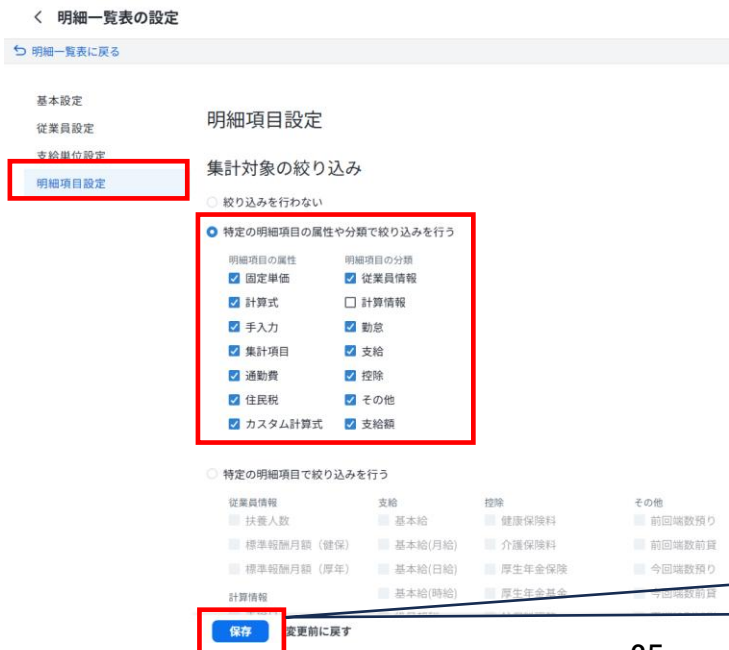 明細一覧表の設定
明細一覧表に戻る
基本設定
従業員設定
支給単位設定
明細項目設定
明細項目設定
集計対象の絞り込み
絞り込みを行わない
特定の明細項目の属性や分類で絞り込みを行う
明細項目の属性 明細項目の分類
固定単価 従業員情報
計算式 計算情報
手入力 勤怠
集計項目 支給
通勤費 控除
住民税 その他
カスタム計算式 支給額
特定の明細項目で絞り込みを行う
従業員情報 支給 控除 その他
扶養人数 基本給 健康保険料 前回端数預り
標準報酬月額（健保） 基本給(月給) 介護保険料 前回端数前貸
標準報酬月額（厚年） 基本給(日給) 厚生年金保険 今回端数預り
計算情報 基本給(時給) 厚生年金基金 今回端数前貸
保存 変更前に戻す